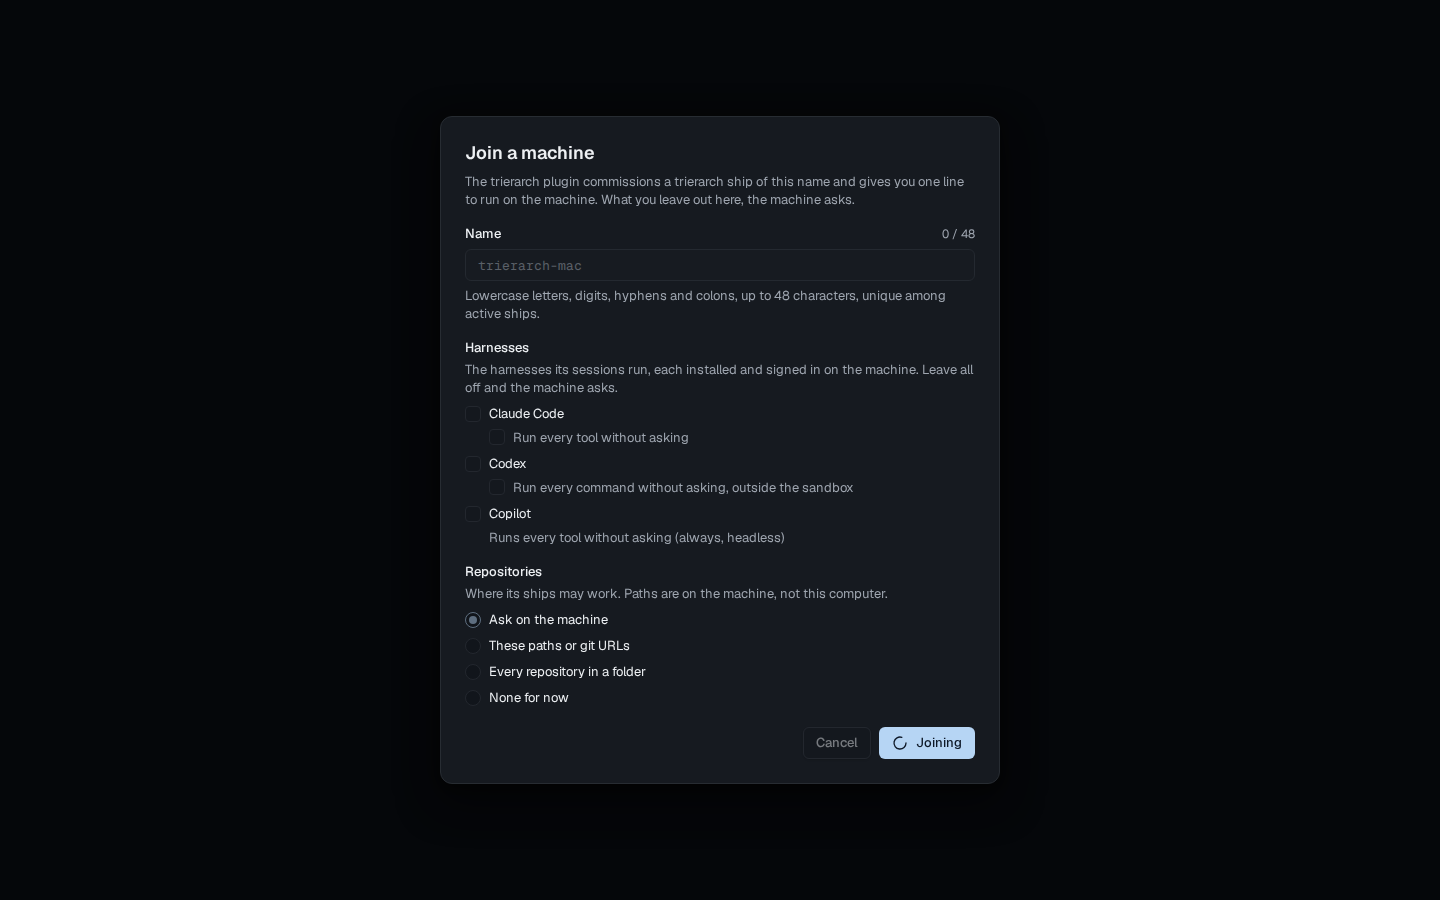 Join a machine
The trierarch plugin commissions a trierarch ship of this name and gives you one line
to run on the machine. What you leave out here, the machine asks.
Name
0 / 48
trierarch-mac
Lowercase letters, digits, hyphens and colons, up to 48 characters, unique among
active ships.
Harnesses
The harnesses its sessions run, each installed and signed in on the machine. Leave all
off and the machine asks.
Claude Code
Run every tool without asking
Codex
Run every command without asking, outside the sandbox
Copilot
Runs every tool without asking (always, headless)
Repositories
Where its ships may work. Paths are on the machine, not this computer.
Ask on the machine
These paths or git URLs
Every repository in a folder
None for now
Cancel
Joining